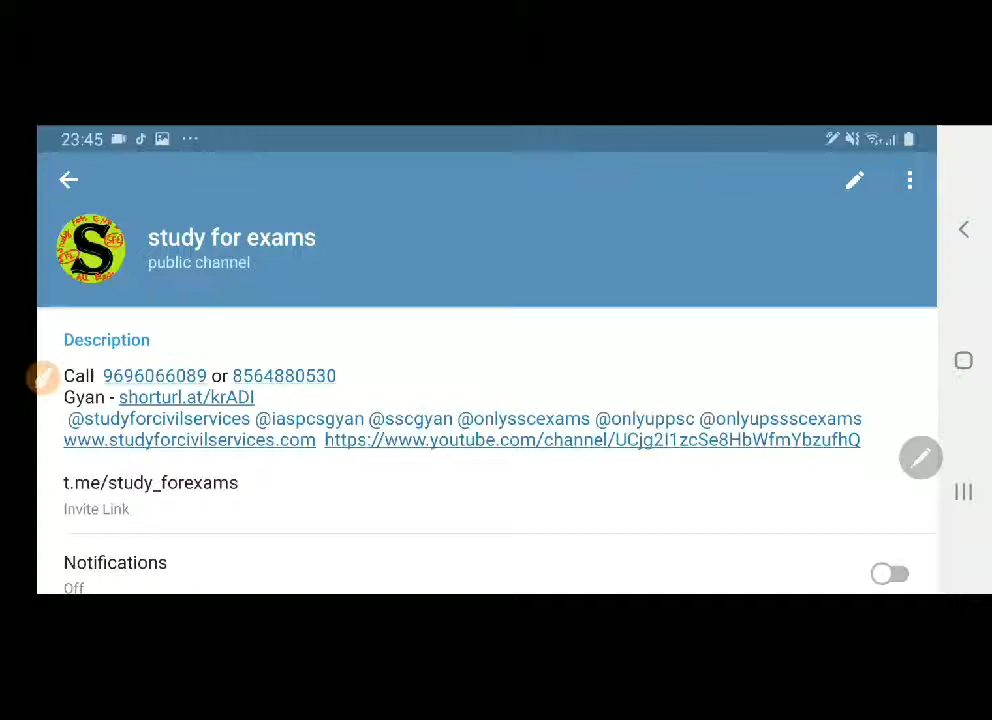 23:45
study for exams
public channel
Description
Call 9696066089 or 8564880530
Gyan - shorturl.at/krADI
@studyforcivilservices @iaspcsgyan @sscgyan @onlysscexams @onlyuppsc @onlyupssscexams
www.studyforcivilservices.com https://www.youtube.com/channel/UCjg2I1zcSe8HbWfmYbzufhQ
t.me/study_forexams
Invite Link
Notifications
Off